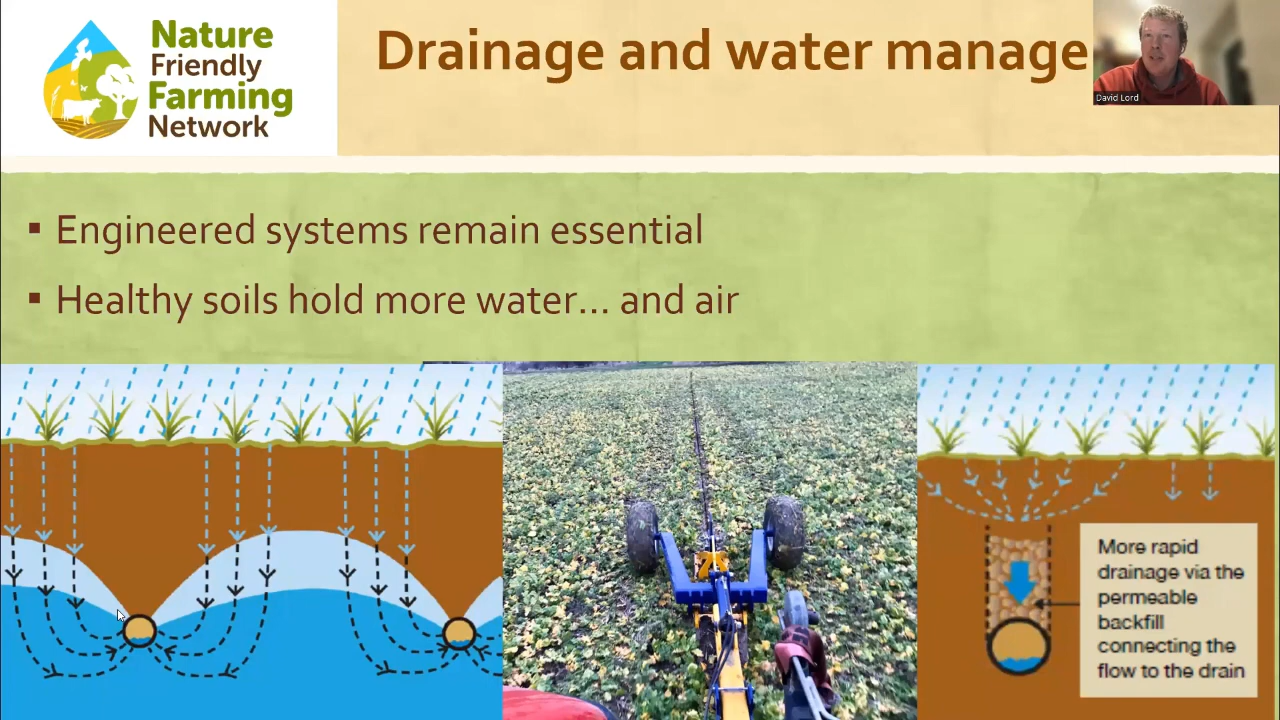 Nature
Friendly
Farming
Network
Drainage and water manage
David Lord
▪ Engineered systems remain essential
▪ Healthy soils hold more water... and air
More rapid
drainage via the
permeable
backfill
connecting the
flow to the drain